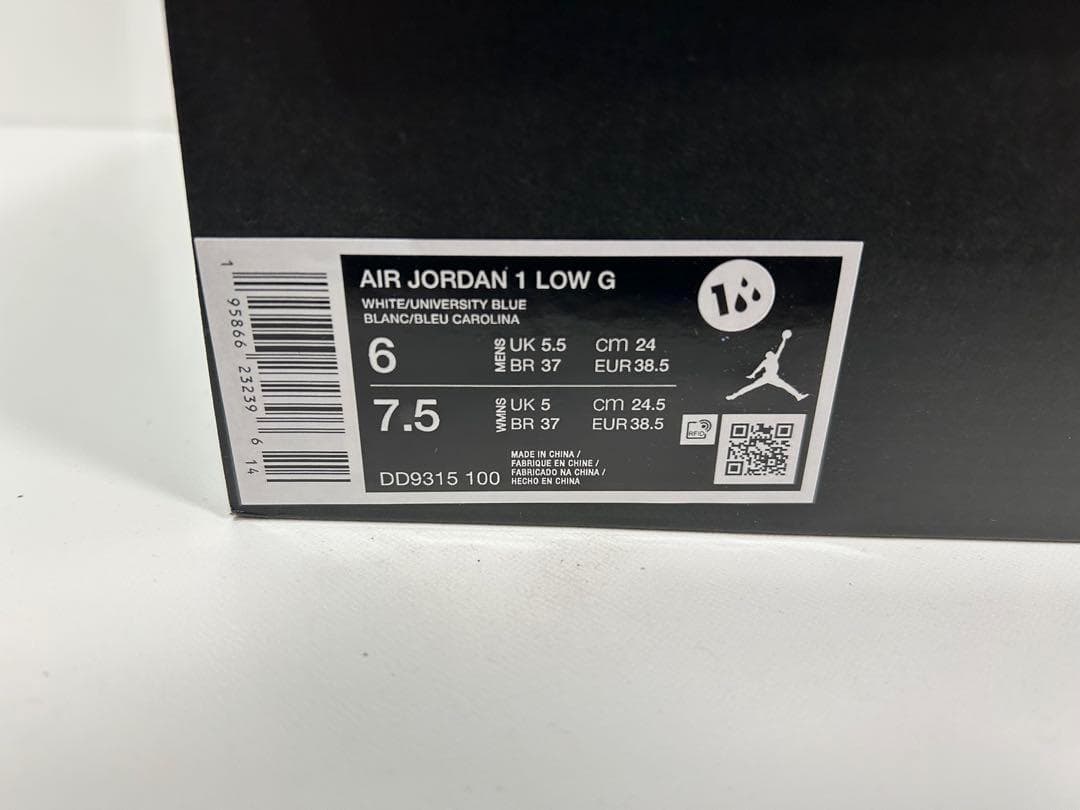 AIR JORDAN 1 LOW G
WHITE/UNIVERSITY BLUE
BLANC/BLEU CAROLINA
6 MENS UK 5.5 cm 24
BR 37 EUR 38.5
7.5 WMNS UK 5 cm 24.5
BR 37 EUR 38.5
RFID
DD9315 100
MADE IN CHINA /
FABRIQUE EN CHINE /
FABRICADO NA CHINA /
HECHO EN CHINA
1 95866 23239 6 14
1